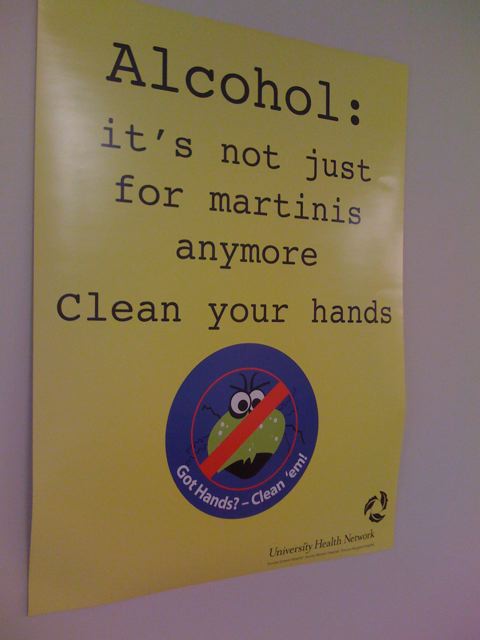 Alcohol:
it's not just
for martinis
anymore
Clean your hands
Got Hands? - Clean 'em!
University Health Network